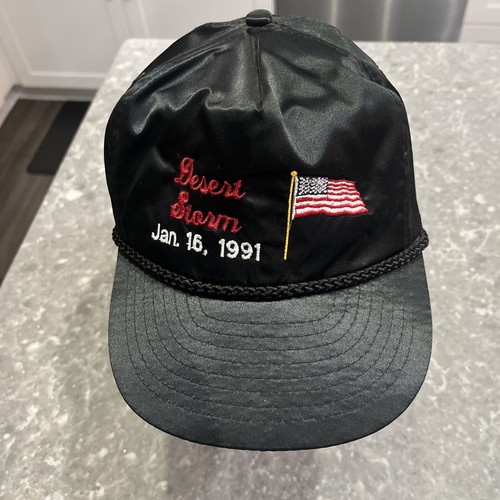 Desert
Storm
Jan. 16, 1991